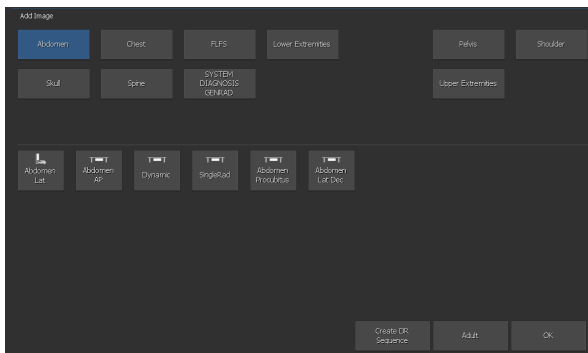 Add Image
Abdomen
Chest
FLFS
Lower Extremities
Pelvis
Shoulder
Skull
Spine
SYSTEM
DIAGNOSIS
GENRAD
Upper Extremities
Abdomen
Lat
Abdomen
AP
Dynamic
SingleRad
Abdomen
Procubitus
Abdomen
Lat Dec
Create DR
Sequence
Adult
OK